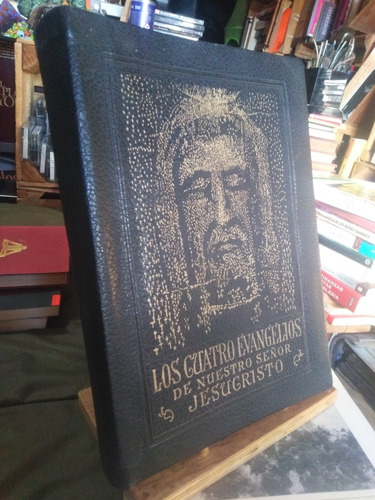 LOS CUATRO EVANGELIOS
DE NUESTRO SEÑOR
JESUCRISTO